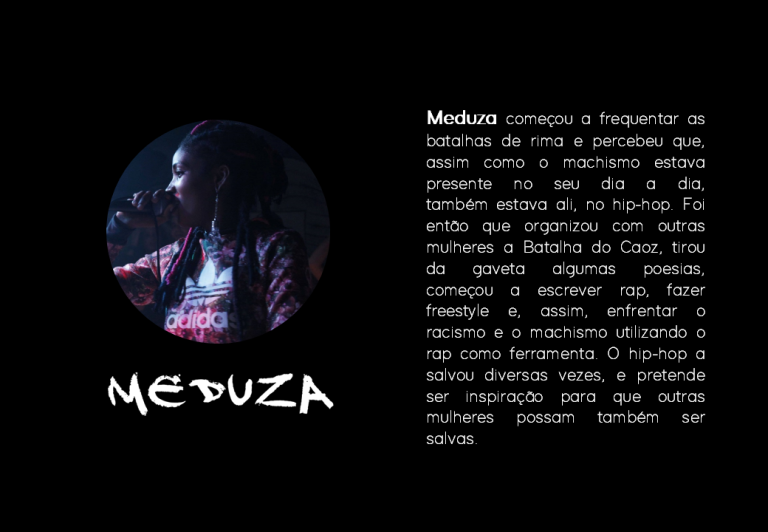 adidas
MEDUZA
Meduza começou a frequentar as
batalhas de rima e percebeu que,
assim como o machismo estava
presente no seu dia a dia,
também estava ali, no hip-hop. Foi
então que organizou com outras
mulheres a Batalha do Caoz, tirou
da gaveta algumas poesias,
começou a escrever rap, fazer
freestyle e, assim, enfrentar o
racismo e o machismo utilizando o
rap como ferramenta. O hip-hop a
salvou diversas vezes, e pretende
ser inspiração para que outras
mulheres possam também ser
salvas.